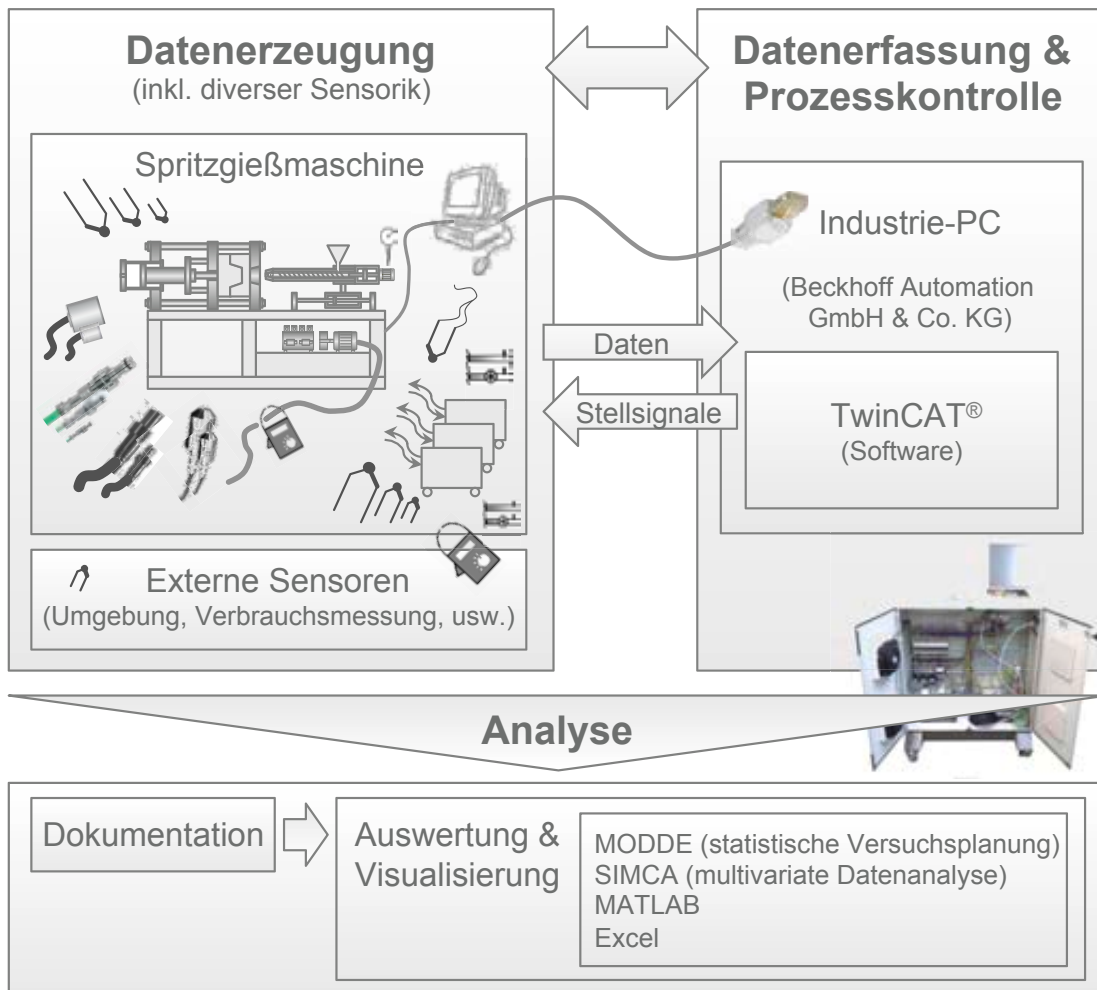 Datenerzeugung
(inkl. diverser Sensorik)
Spritzgießmaschine
Externe Sensoren
(Umgebung, Verbrauchsmessung, usw.)
Daten
Stellsignale
Datenerfassung &
Prozesskontrolle
Industrie-PC
(Beckhoff Automation
GmbH & Co. KG)
TwinCAT®
(Software)
Analyse
Dokumentation
Auswertung &
Visualisierung
MODDE (statistische Versuchsplanung)
SIMCA (multivariate Datenanalyse)
MATLAB
Excel